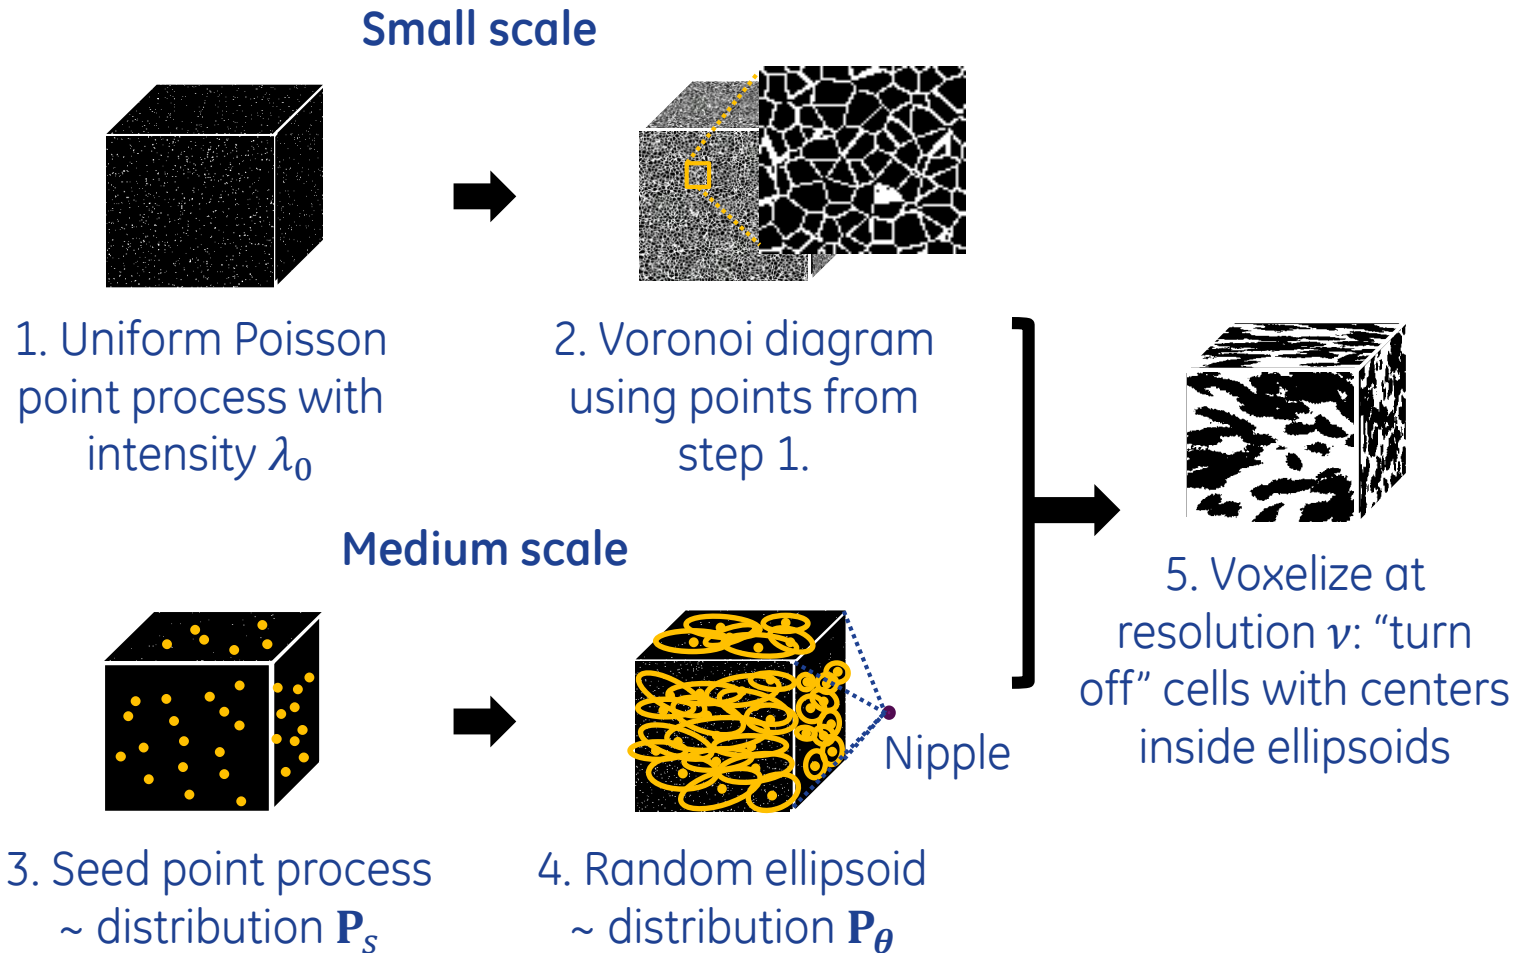 Small scale
1. Uniform Poisson
point process with
intensity λ₀
2. Voronoi diagram
using points from
step 1.
Medium scale
3. Seed point process
~ distribution Pₛ
Nipple
4. Random ellipsoid
~ distribution P_θ
5. Voxelize at
resolution ν: “turn
off” cells with centers
inside ellipsoids